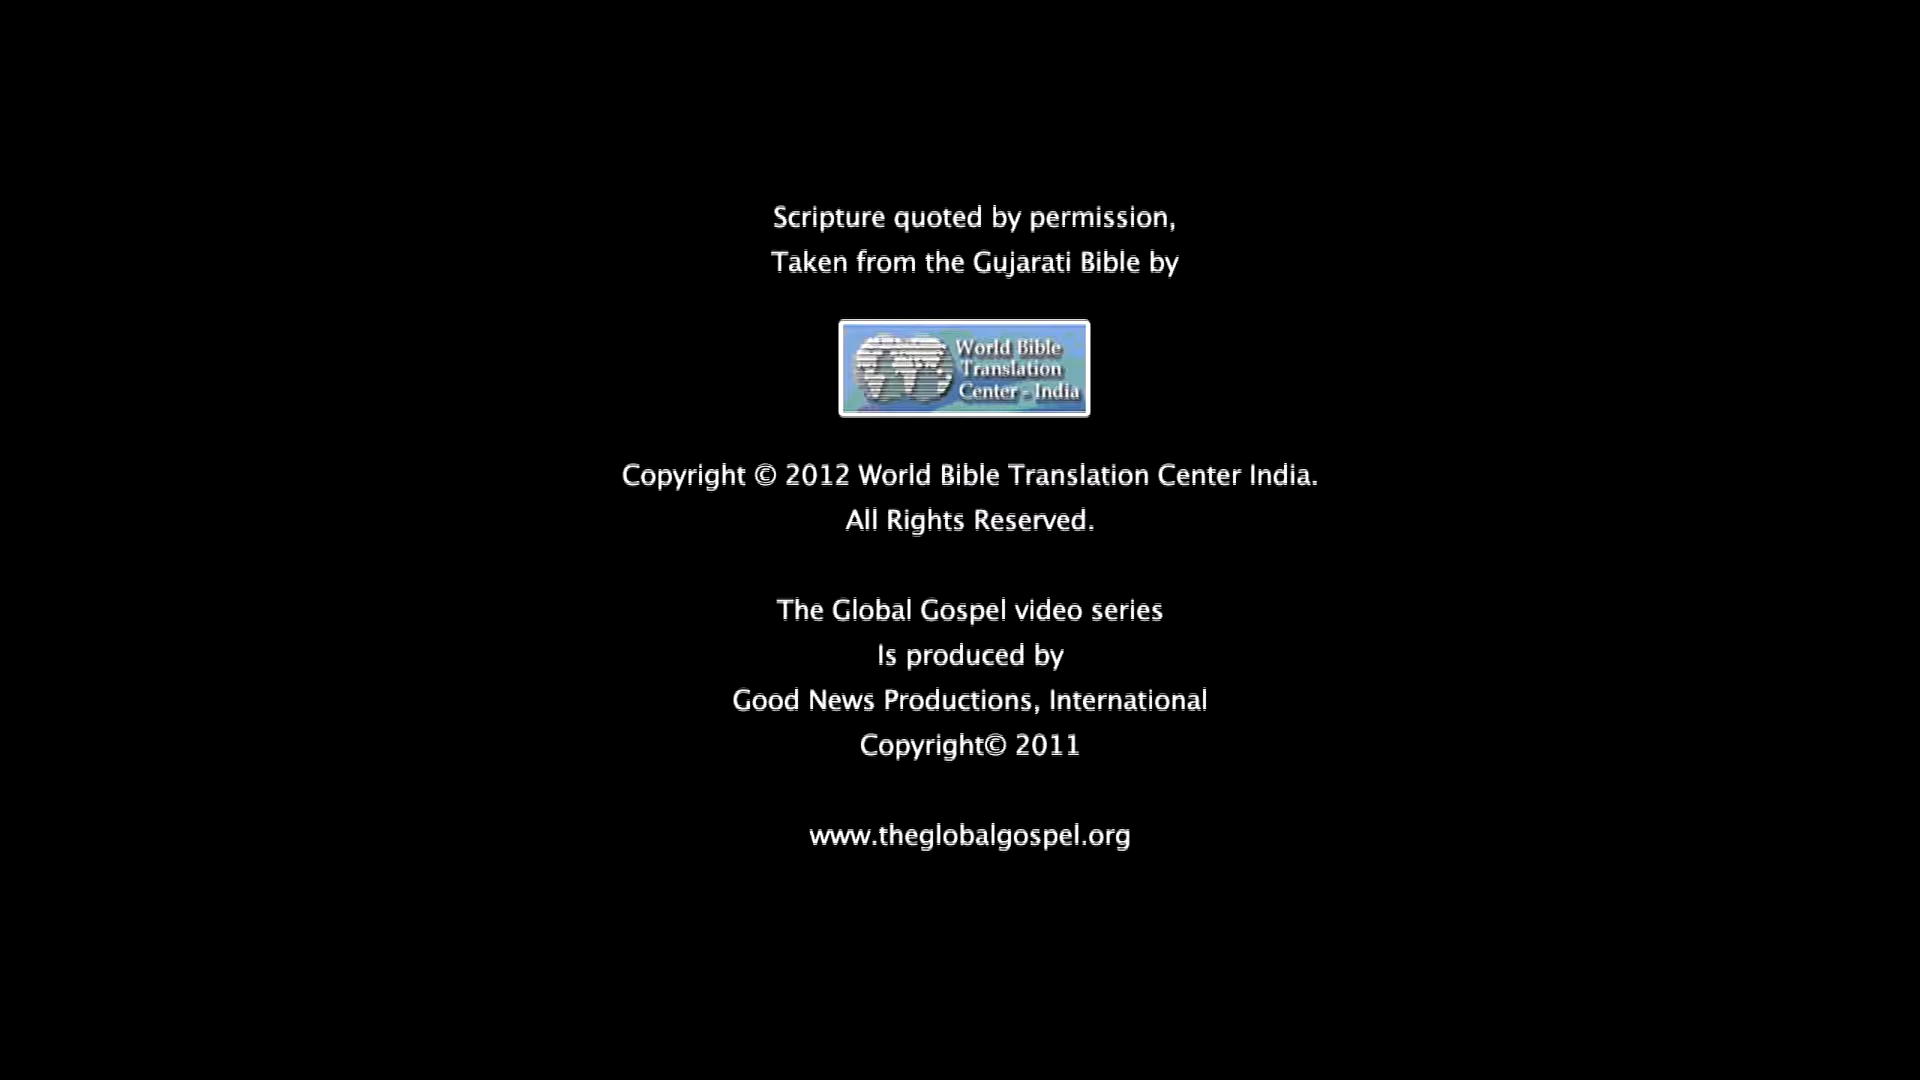 Scripture quoted by permission,
Taken from the Gujarati Bible by
World Bible
Translation
Center - India
Copyright © 2012 World Bible Translation Center India.
All Rights Reserved.
The Global Gospel video series
Is produced by
Good News Productions, International
Copyright© 2011
www.theglobalgospel.org